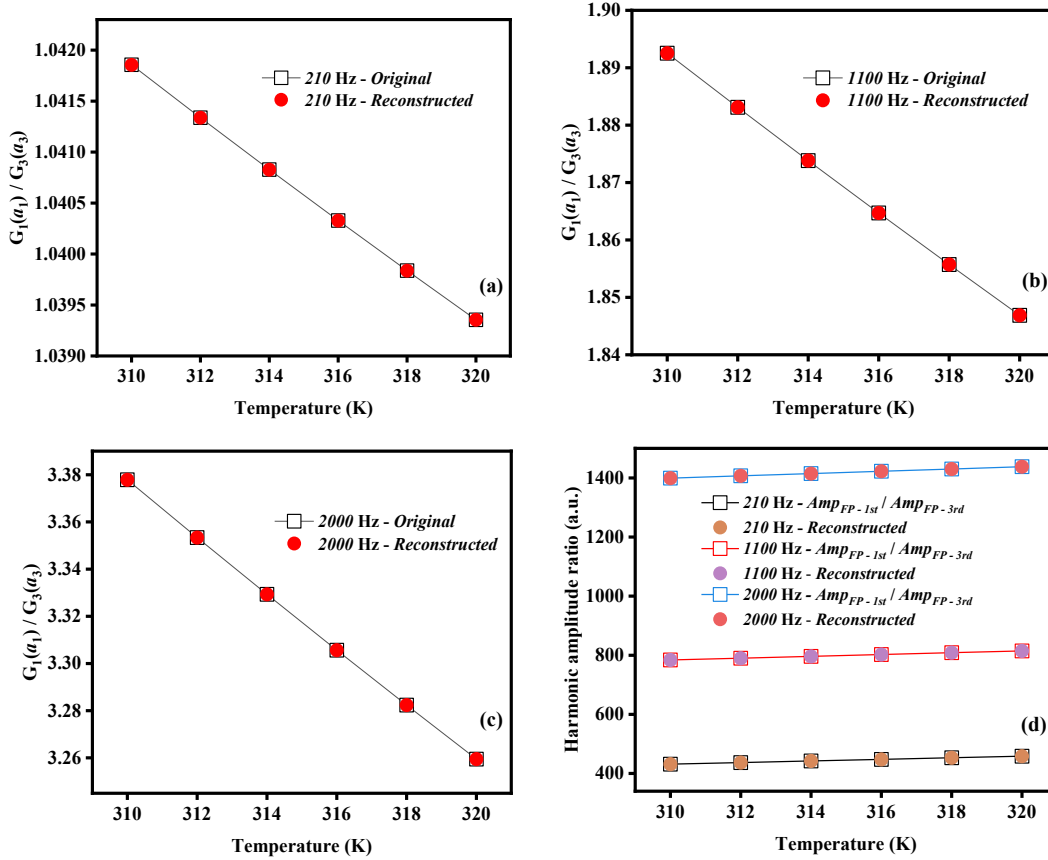 1.0420
1.0415
1.0410
1.0405
1.0400
1.0395
1.0390
G1(a1) / G3(a3)
210 Hz - Original
210 Hz - Reconstructed
(a)
310 312 314 316 318 320
Temperature (K)
1.90
1.89
1.88
1.87
1.86
1.85
1.84
G1(a1) / G3(a3)
1100 Hz - Original
1100 Hz - Reconstructed
(b)
310 312 314 316 318 320
Temperature (K)
3.38
3.36
3.34
3.32
3.30
3.28
3.26
G1(a1) / G3(a3)
2000 Hz - Original
2000 Hz - Reconstructed
(c)
310 312 314 316 318 320
Temperature (K)
1400
1200
1000
800
600
400
Harmonic amplitude ratio (a.u.)
210 Hz - AmpFP - 1st / AmpFP - 3rd
210 Hz - Reconstructed
1100 Hz - AmpFP - 1st / AmpFP - 3rd
1100 Hz - Reconstructed
2000 Hz - AmpFP - 1st / AmpFP - 3rd
2000 Hz - Reconstructed
(d)
310 312 314 316 318 320
Temperature (K)